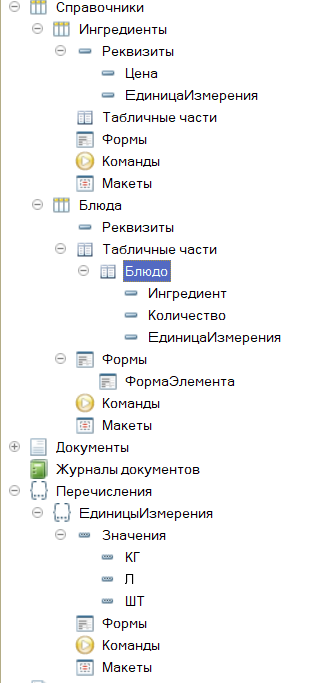 Справочники
Ингредиенты
Реквизиты
Цена
ЕдиницаИзмерения
Табличные части
Формы
Команды
Макеты
Блюда
Реквизиты
Табличные части
Блюдо
Ингредиент
Количество
ЕдиницаИзмерения
Формы
ФормаЭлемента
Команды
Макеты
Документы
Журналы документов
Перечисления
ЕдиницыИзмерения
Значения
КГ
Л
ШТ
Формы
Команды
Макеты